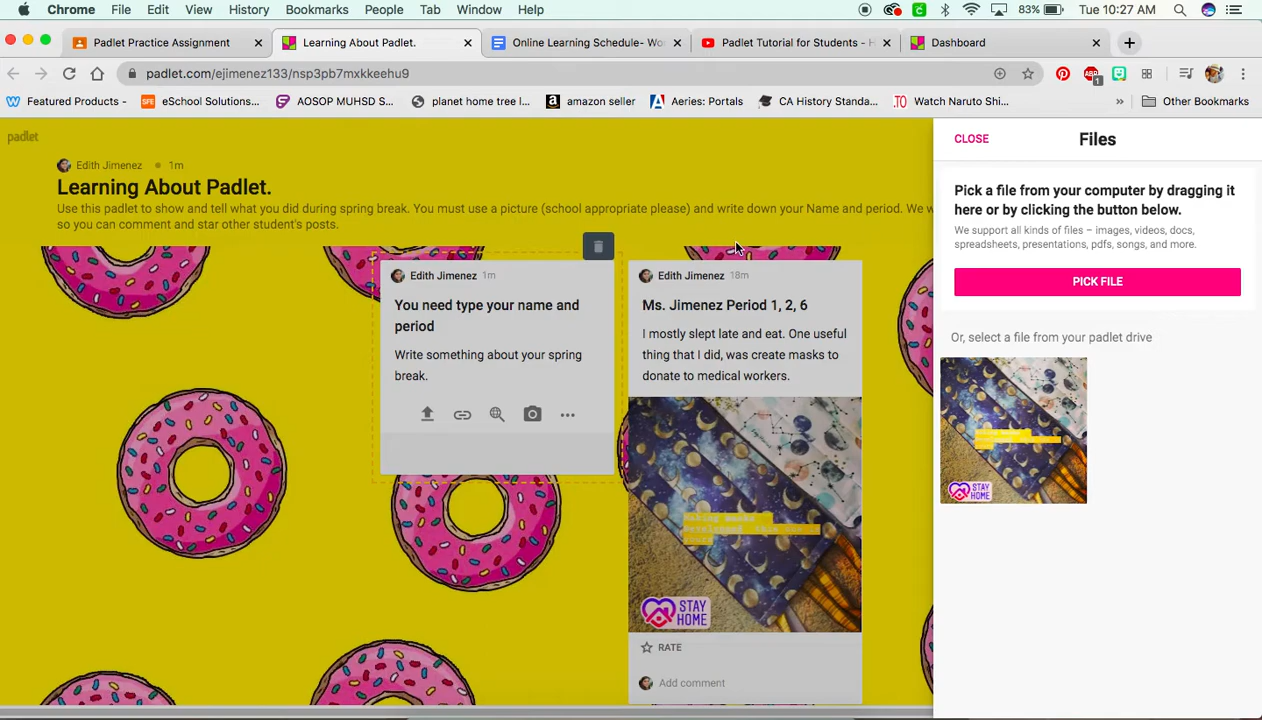 Chrome File Edit View History Bookmarks People Tab Window Help 83% Tue 10:27 AM
Padlet Practice Assignment Learning About Padlet. Online Learning Schedule- Wor Padlet Tutorial for Students - H Dashboard
padlet.com/ejimenez133/nsp3pb7mxkkeehu9
Featured Products - eSchool Solutions... AOSOP MUHSD S... planet home tree l... amazon seller Aeries: Portals CA History Standa... Watch Naruto Shi... » Other Bookmarks
padlet
Edith Jimenez 1m
Learning About Padlet.
Use this padlet to show and tell what you did during spring break. You must use a picture (school appropriate please) and write down your Name and period. We w
so you can comment and star other student's posts.
Edith Jimenez 1m
You need type your name and
period
Write something about your spring
break.
Edith Jimenez 18m
Ms. Jimenez Period 1, 2, 6
I mostly slept late and eat. One useful
thing that I did, was create masks to
donate to medical workers.
STAY
HOME
RATE
Add comment
CLOSE
Files
Pick a file from your computer by dragging it
here or by clicking the button below.
We support all kinds of files – images, videos, docs,
spreadsheets, presentations, pdfs, songs, and more.
PICK FILE
Or, select a file from your padlet drive
STAY
HOME